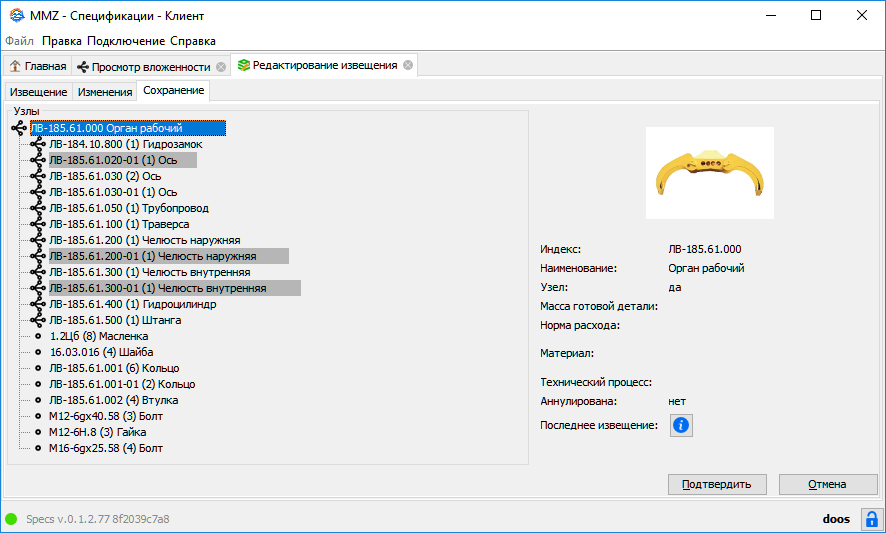 MMZ - Спецификации - Клиент
Файл Правка Подключение Справка
Главная Просмотр вложенности Редактирование извещения
Извещение Изменения Сохранение
Узлы
ЛВ-185.61.000 Орган рабочий
ЛВ-184.10.800 (1) Гидрозамок
ЛВ-185.61.020-01 (1) Ось
ЛВ-185.61.030 (2) Ось
ЛВ-185.61.030-01 (1) Ось
ЛВ-185.61.050 (1) Трубопровод
ЛВ-185.61.100 (1) Траверса
ЛВ-185.61.200 (1) Челюсть наружняя
ЛВ-185.61.200-01 (1) Челюсть наружняя
ЛВ-185.61.300 (1) Челюсть внутренняя
ЛВ-185.61.300-01 (1) Челюсть внутренняя
ЛВ-185.61.400 (1) Гидроцилиндр
ЛВ-185.61.500 (1) Штанга
1.2Цб (8) Масленка
16.03.016 (4) Шайба
ЛВ-185.61.001 (6) Кольцо
ЛВ-185.61.001-01 (2) Кольцо
ЛВ-185.61.002 (4) Втулка
М12-6gх40.58 (3) Болт
М12-6Н.8 (3) Гайка
М16-6gх25.58 (4) Болт
Индекс: ЛВ-185.61.000
Наименование: Орган рабочий
Узел: да
Масса готовой детали:
Норма расхода:
Материал:
Технический процесс:
Аннулирована: нет
Последнее извещение:
Подтвердить Отмена
Specs v.0.1.2.77 8f2039c7a8 doos